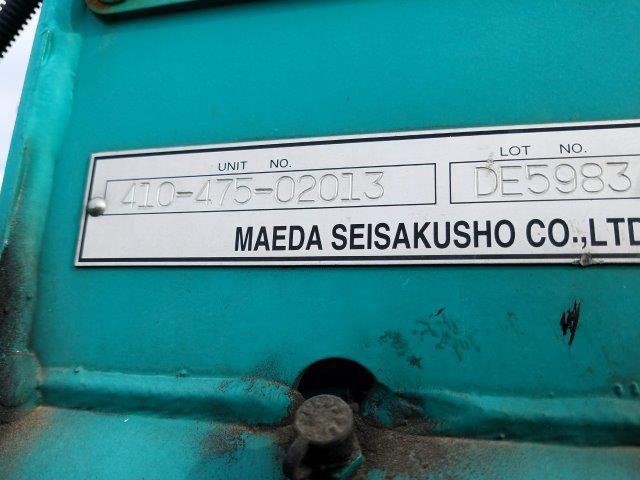 UNIT NO. LOT NO.
410-475-02013 DE5983
MAEDA SEISAKUSHO CO.,LTD